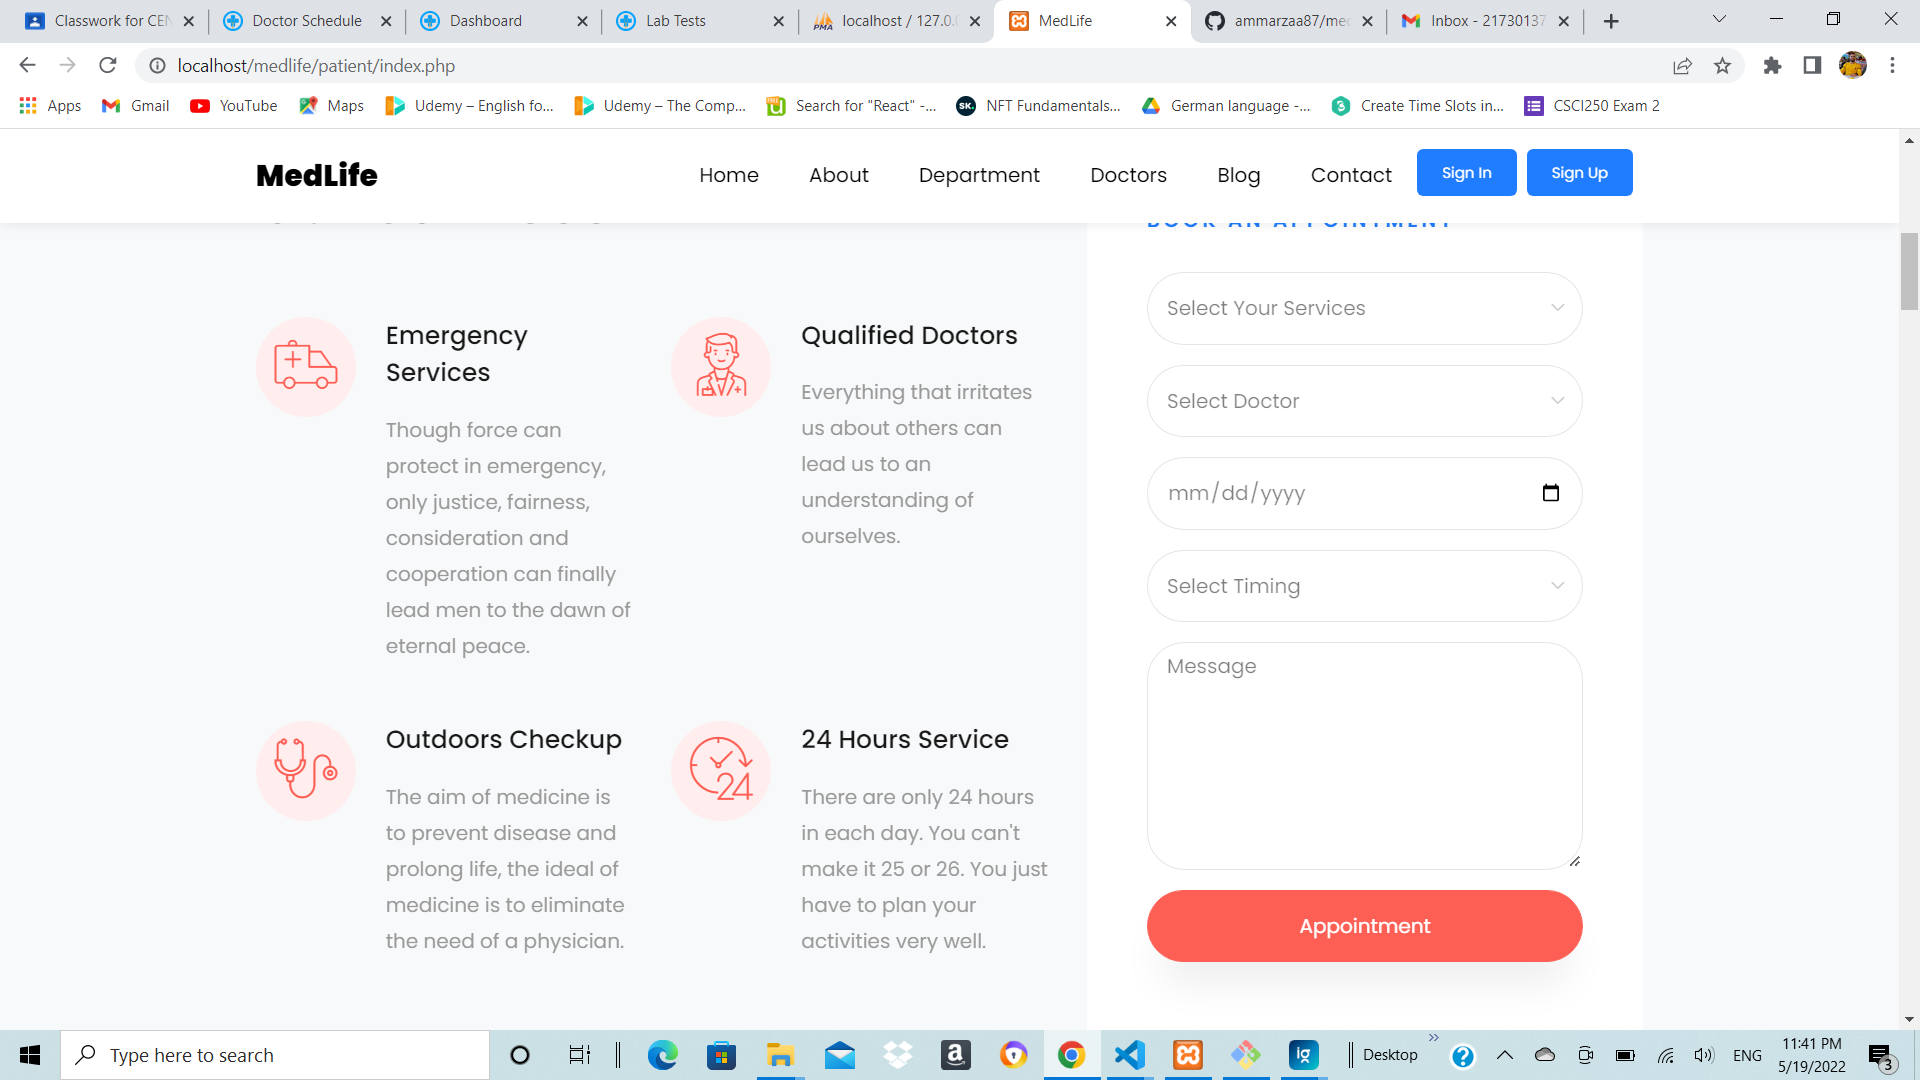 Classwork for CEN
Doctor Schedule
Dashboard
Lab Tests
localhost / 127.0.0
MedLife
ammarzaa87/med
Inbox - 21730137
localhost/medlife/patient/index.php
Apps
Gmail
YouTube
Maps
Udemy – English fo...
Udemy – The Comp...
Search for "React" -...
NFT Fundamentals...
German language -...
Create Time Slots in...
CSCI250 Exam 2
MedLife
Home
About
Department
Doctors
Blog
Contact
Sign In
Sign Up
Emergency
Services
Though force can
protect in emergency,
only justice, fairness,
consideration and
cooperation can finally
lead men to the dawn of
eternal peace.
Qualified Doctors
Everything that irritates
us about others can
lead us to an
understanding of
ourselves.
Outdoors Checkup
The aim of medicine is
to prevent disease and
prolong life, the ideal of
medicine is to eliminate
the need of a physician.
24 Hours Service
There are only 24 hours
in each day. You can't
make it 25 or 26. You just
have to plan your
activities very well.
BOOK AN APPOINTMENT
Select Your Services
Select Doctor
mm/dd/yyyy
Select Timing
Message
Appointment
Type here to search
Desktop
ENG
11:41 PM
5/19/2022
3